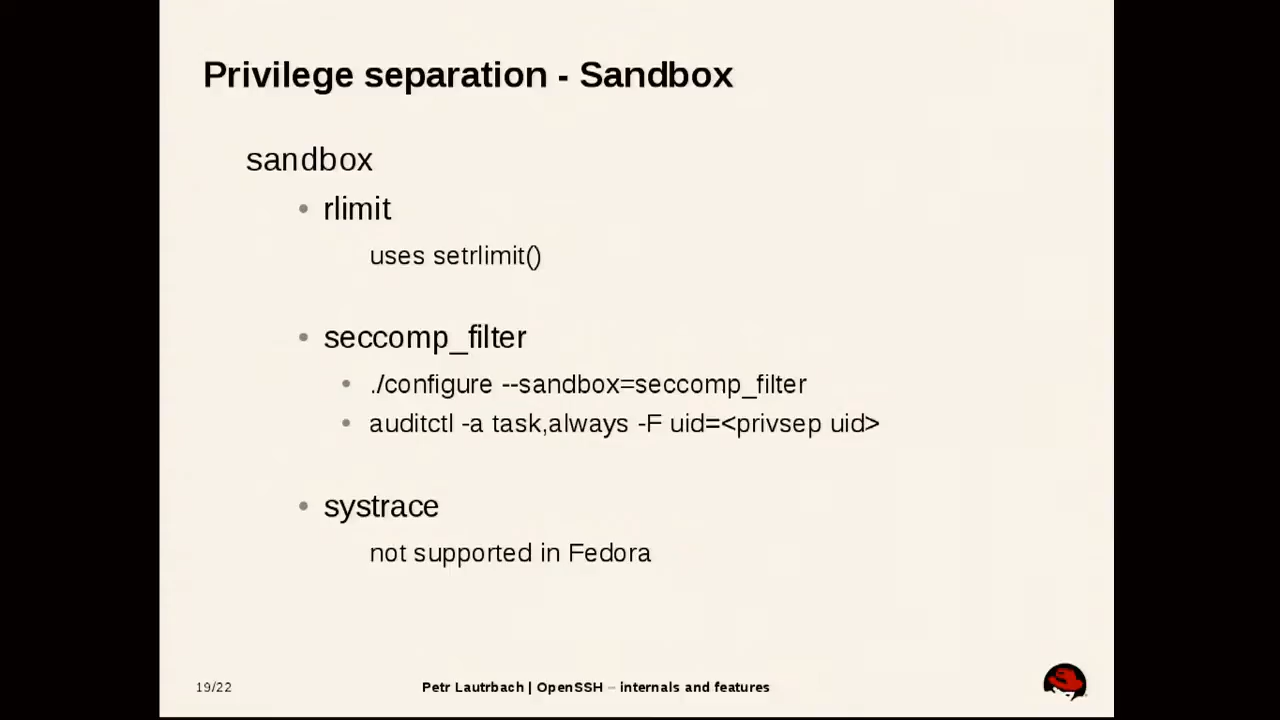 Privilege separation - Sandbox
sandbox
• rlimit
uses setrlimit()
• seccomp_filter
• ./configure --sandbox=seccomp_filter
• auditctl -a task,always -F uid=<privsep uid>
• systrace
not supported in Fedora
19/22
Petr Lautrbach | OpenSSH – internals and features